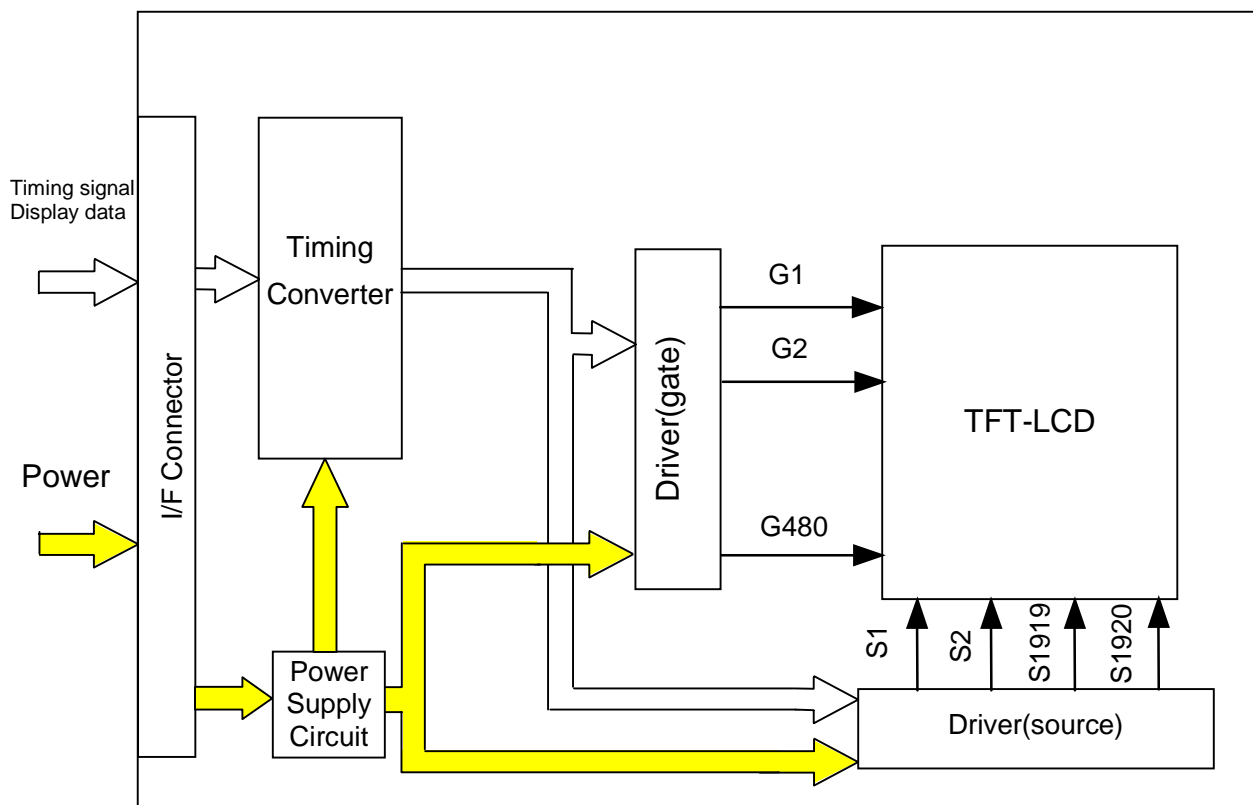 Timing signal
Display data
Power
I/F Connector
Timing
Converter
Power
Supply
Circuit
Driver(gate)
G1
G2
G480
TFT-LCD
S1
S2
S1919
S1920
Driver(source)